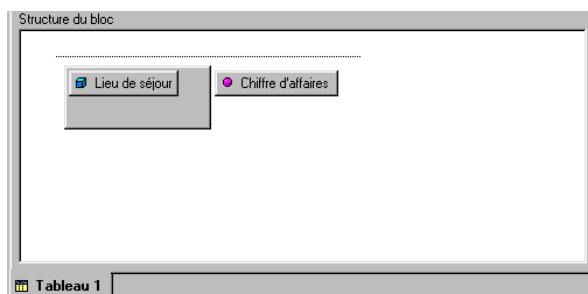 Structure du bloc
Lieu de séjour Chiffre d'affaires
Tableau 1